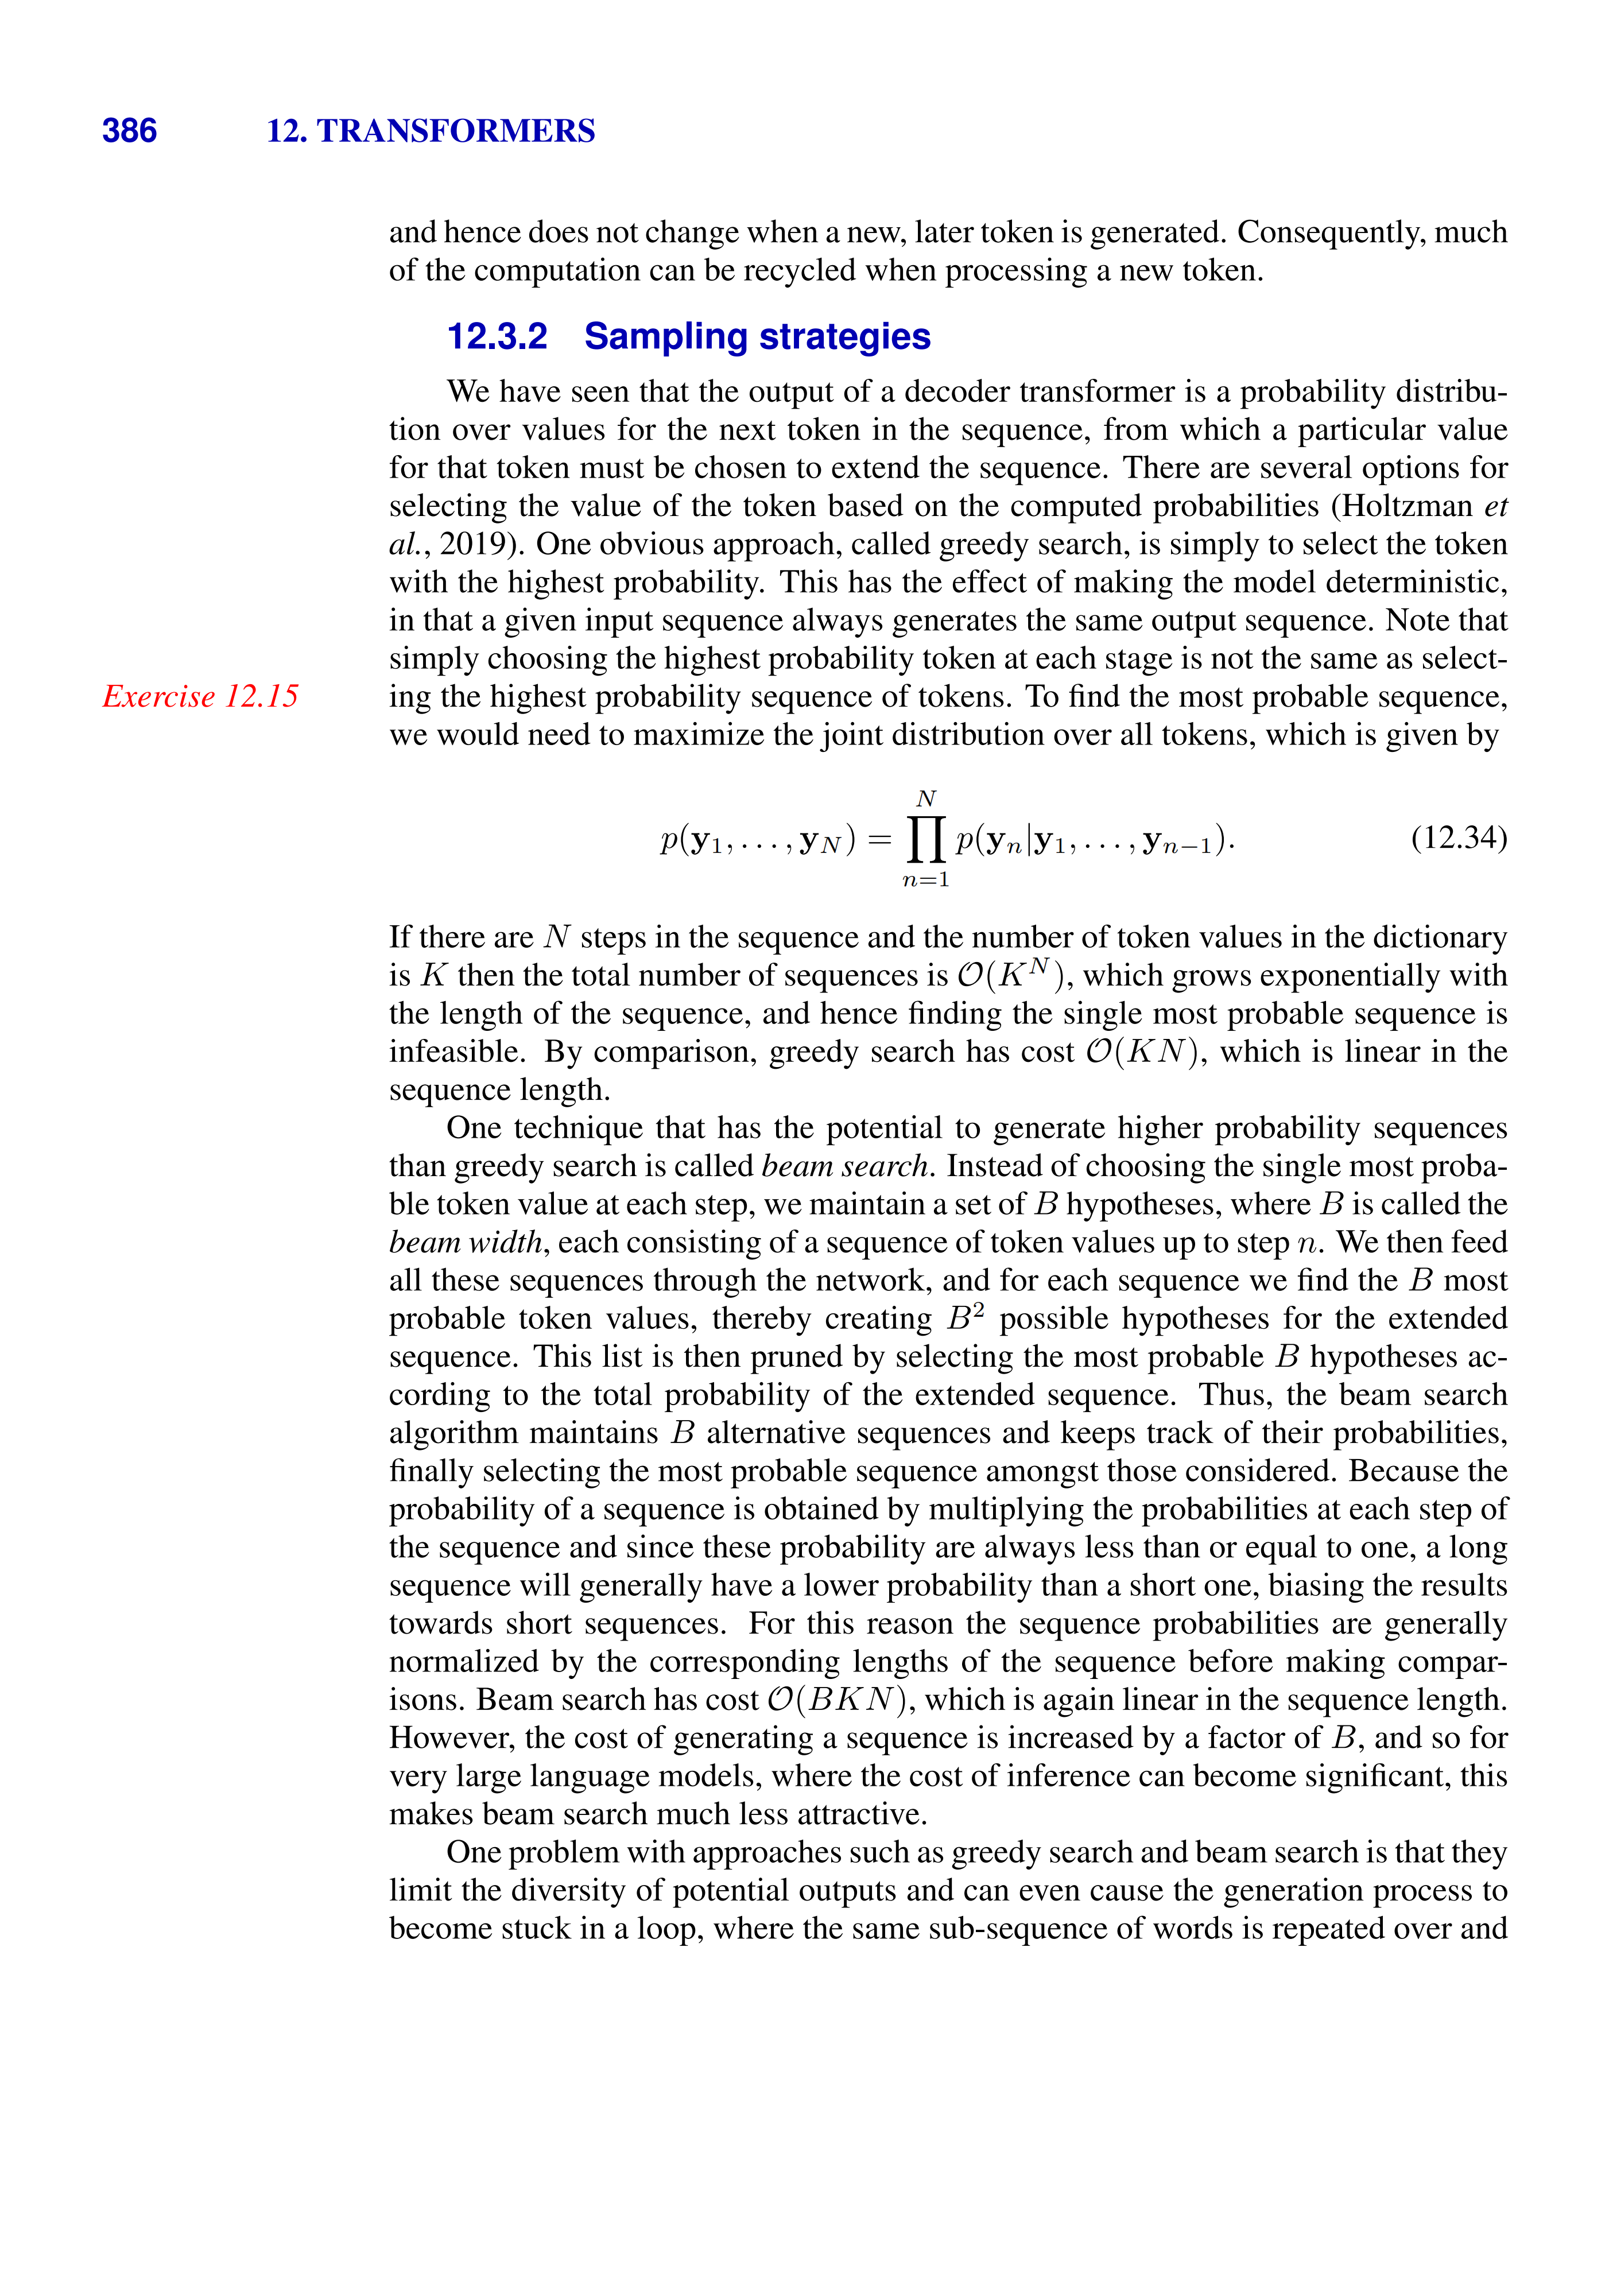 386 12. TRANSFORMERS
and hence does not change when a new, later token is generated. Consequently, much
of the computation can be recycled when processing a new token.
12.3.2 Sampling strategies
We have seen that the output of a decoder transformer is a probability distribu-
tion over values for the next token in the sequence, from which a particular value
for that token must be chosen to extend the sequence. There are several options for
selecting the value of the token based on the computed probabilities (Holtzman et
al., 2019). One obvious approach, called greedy search, is simply to select the token
with the highest probability. This has the effect of making the model deterministic,
in that a given input sequence always generates the same output sequence. Note that
simply choosing the highest probability token at each stage is not the same as select-
Exercise 12.15 ing the highest probability sequence of tokens. To find the most probable sequence,
we would need to maximize the joint distribution over all tokens, which is given by
p(y₁, . . . , y_N) = ∏_{n=1}^{N} p(y_n|y₁, . . . , y_{n−1}). (12.34)
If there are N steps in the sequence and the number of token values in the dictionary
is K then the total number of sequences is O(K^N), which grows exponentially with
the length of the sequence, and hence finding the single most probable sequence is
infeasible. By comparison, greedy search has cost O(KN), which is linear in the
sequence length.
One technique that has the potential to generate higher probability sequences
than greedy search is called beam search. Instead of choosing the single most proba-
ble token value at each step, we maintain a set of B hypotheses, where B is called the
beam width, each consisting of a sequence of token values up to step n. We then feed
all these sequences through the network, and for each sequence we find the B most
probable token values, thereby creating B² possible hypotheses for the extended
sequence. This list is then pruned by selecting the most probable B hypotheses ac-
cording to the total probability of the extended sequence. Thus, the beam search
algorithm maintains B alternative sequences and keeps track of their probabilities,
finally selecting the most probable sequence amongst those considered. Because the
probability of a sequence is obtained by multiplying the probabilities at each step of
the sequence and since these probability are always less than or equal to one, a long
sequence will generally have a lower probability than a short one, biasing the results
towards short sequences. For this reason the sequence probabilities are generally
normalized by the corresponding lengths of the sequence before making compar-
isons. Beam search has cost O(BKN), which is again linear in the sequence length.
However, the cost of generating a sequence is increased by a factor of B, and so for
very large language models, where the cost of inference can become significant, this
makes beam search much less attractive.
One problem with approaches such as greedy search and beam search is that they
limit the diversity of potential outputs and can even cause the generation process to
become stuck in a loop, where the same sub-sequence of words is repeated over and